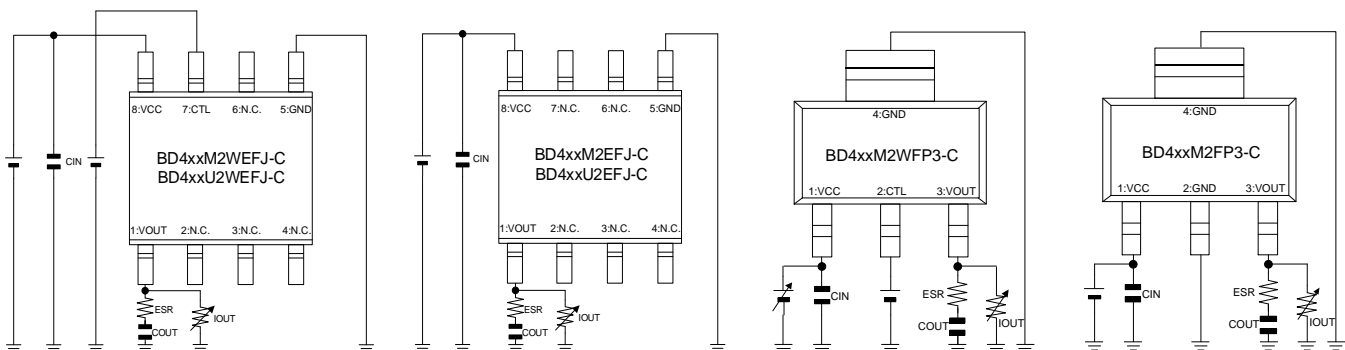 8:VCC 7:CTL 6:N.C. 5:GND
CIN
BD4xxM2WEFJ-C
BD4xxU2WEFJ-C
1:VOUT 2:N.C. 3:N.C. 4:N.C.
ESR
COUT
IOUT
8:VCC 7:N.C. 6:N.C. 5:GND
CIN
BD4xxM2EFJ-C
BD4xxU2EFJ-C
1:VOUT 2:N.C. 3:N.C. 4:N.C.
ESR
COUT
IOUT
4:GND
BD4xxM2WFP3-C
1:VCC 2:CTL 3:VOUT
CIN
ESR
COUT
IOUT
4:GND
BD4xxM2FP3-C
1:VCC 2:GND 3:VOUT
CIN
ESR
COUT
IOUT